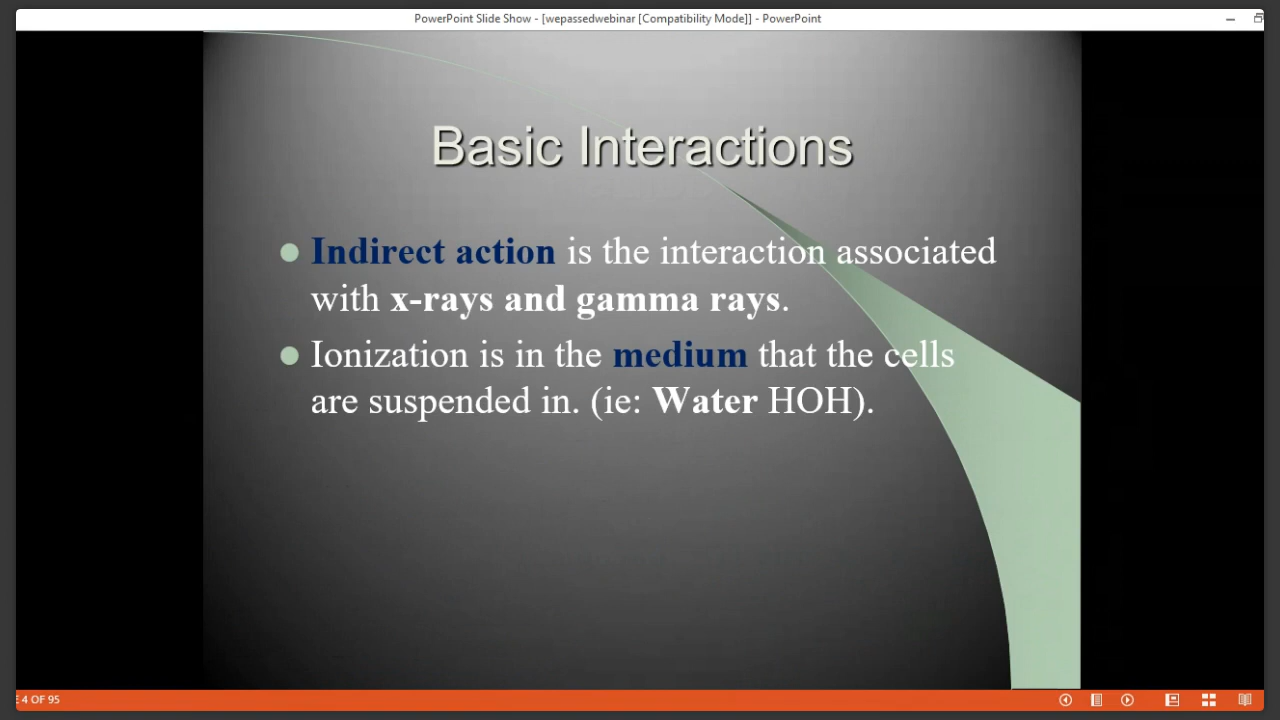 PowerPoint Slide Show - [wepassedwebinar [Compatibility Mode]] - PowerPoint
Basic Interactions
Indirect action is the interaction associated
with x-rays and gamma rays.
Ionization is in the medium that the cells
are suspended in. (ie: Water HOH).
4 OF 95